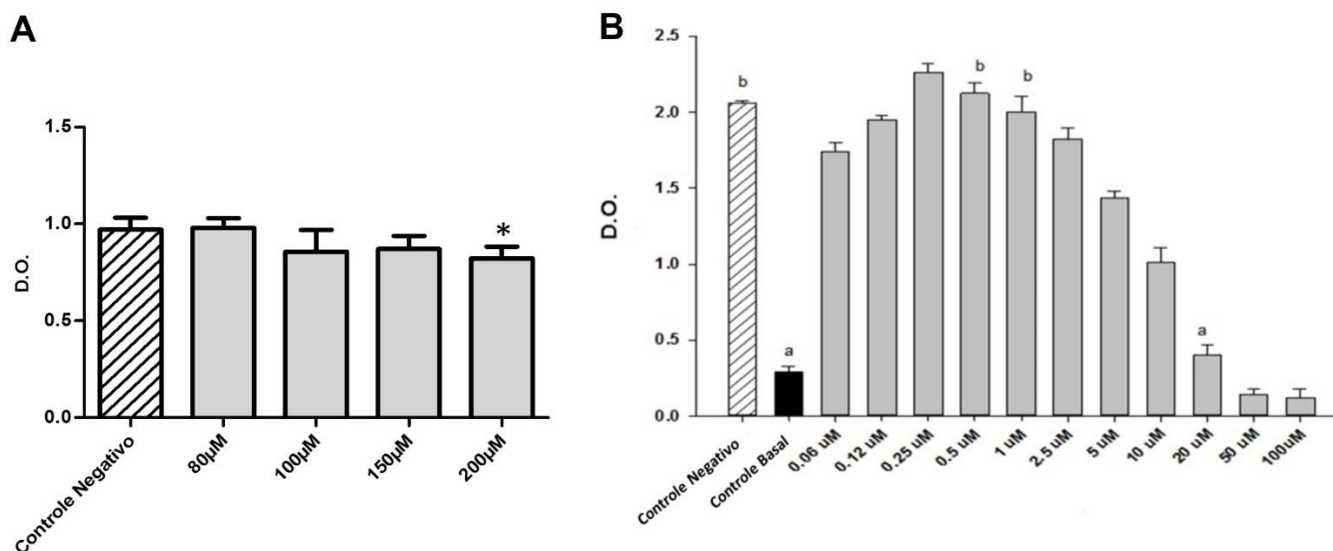 A
1.5
1.0
0.5
0.0
D.O.
*
Controle Negativo
80µM
100µM
150µM
200µM
B
2.5
2.0
1.5
1.0
0.5
0.0
D.O.
b
a
b
b
a
Controle Negativo
Controle Basal
0.06 uM
0.12 uM
0.25 uM
0.5 uM
1 uM
2.5 uM
5 uM
10 uM
20 uM
50 uM
100uM